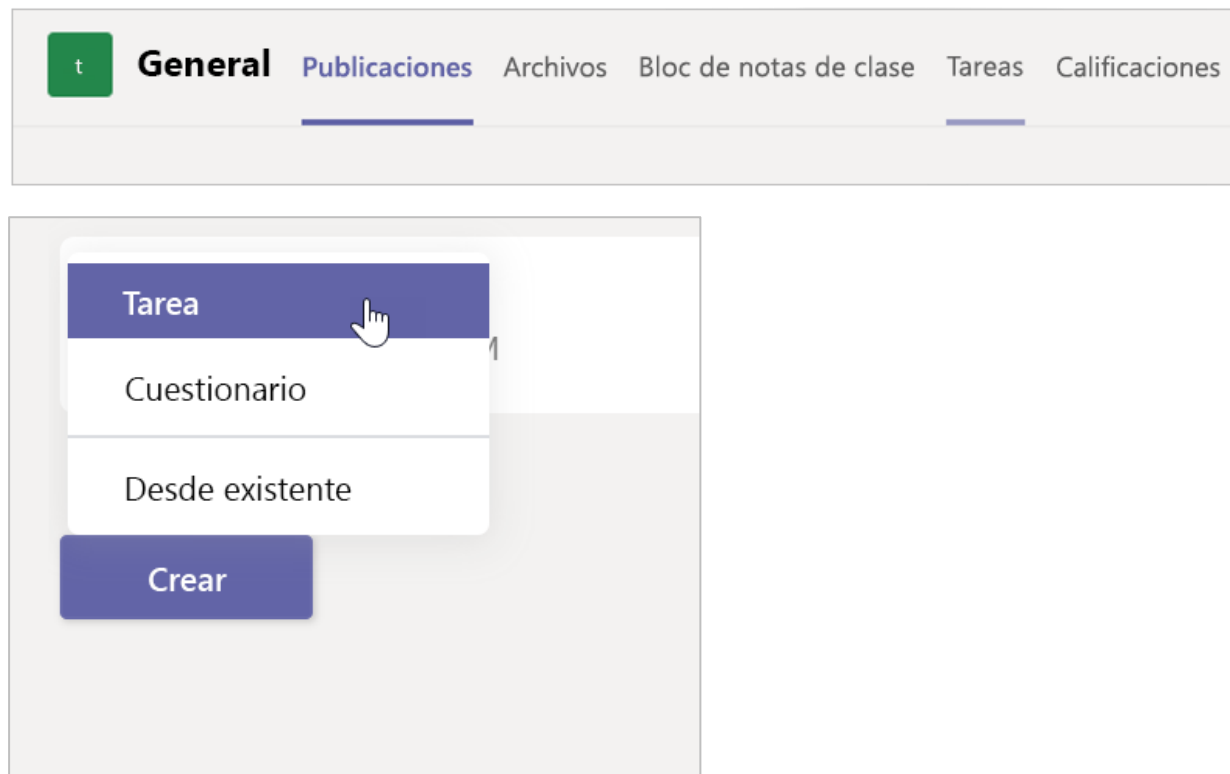 t General Publicaciones Archivos Bloc de notas de clase Tareas Calificaciones
Tarea
M
Cuestionario
Desde existente
Crear